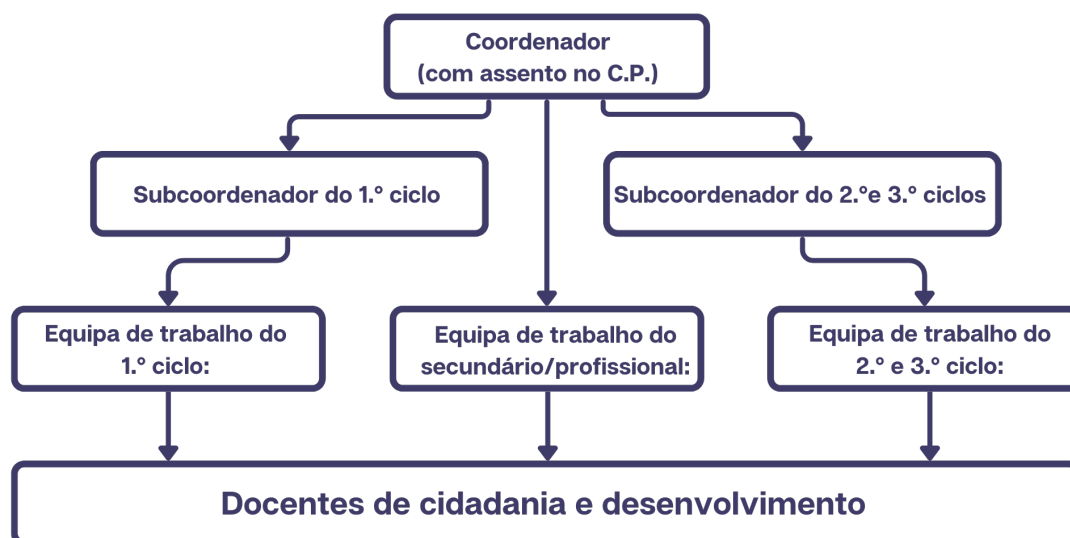 Coordenador
(com assento no C.P.)
Subcoordenador do 1.º ciclo
Subcoordenador do 2.ºe 3.º ciclos
Equipa de trabalho do
1.º ciclo:
Equipa de trabalho do
secundário/profissional:
Equipa de trabalho do
2.º e 3.º ciclo:
Docentes de cidadania e desenvolvimento